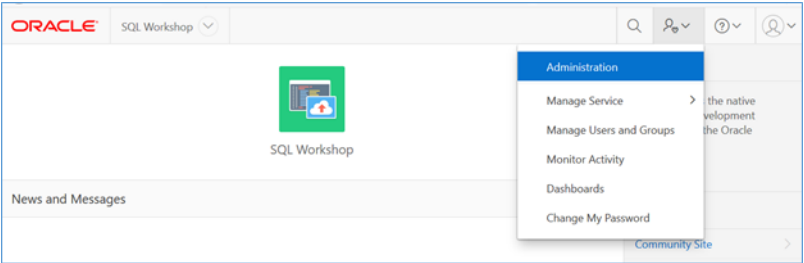 ORACLE SQL Workshop
Administration
Manage Service
the native
Manage Users and Groups
velopment
the Oracle
Monitor Activity
SQL Workshop
Dashboards
News and Messages
Change My Password
Community Site